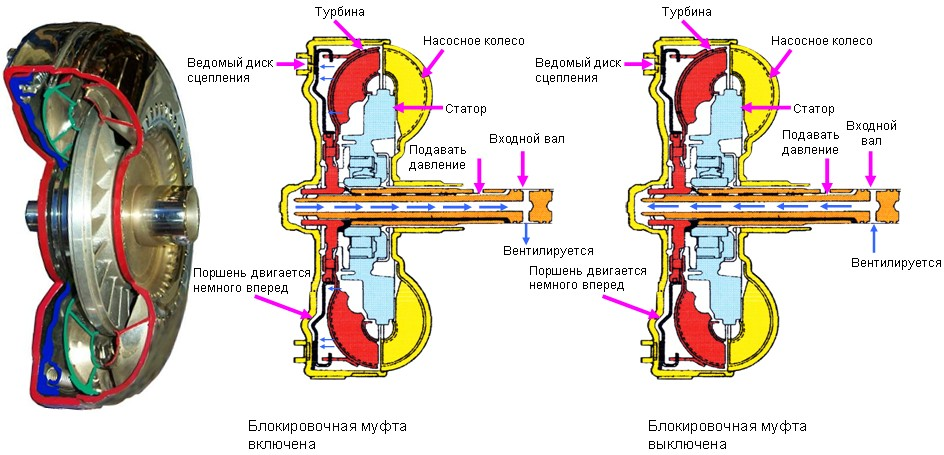 Турбина
Насосное колесо
Ведомый диск
сцепления
Статор
Подавать
давление
Входной вал
Вентилируется
Поршень двигается
немного вперед
Блокировочная муфта
включена
Турбина
Насосное колесо
Ведомый диск
сцепления
Статор
Подавать
давление
Входной
вал
Вентилируется
Поршень двигается
немного вперед
Блокировочная муфта
выключена